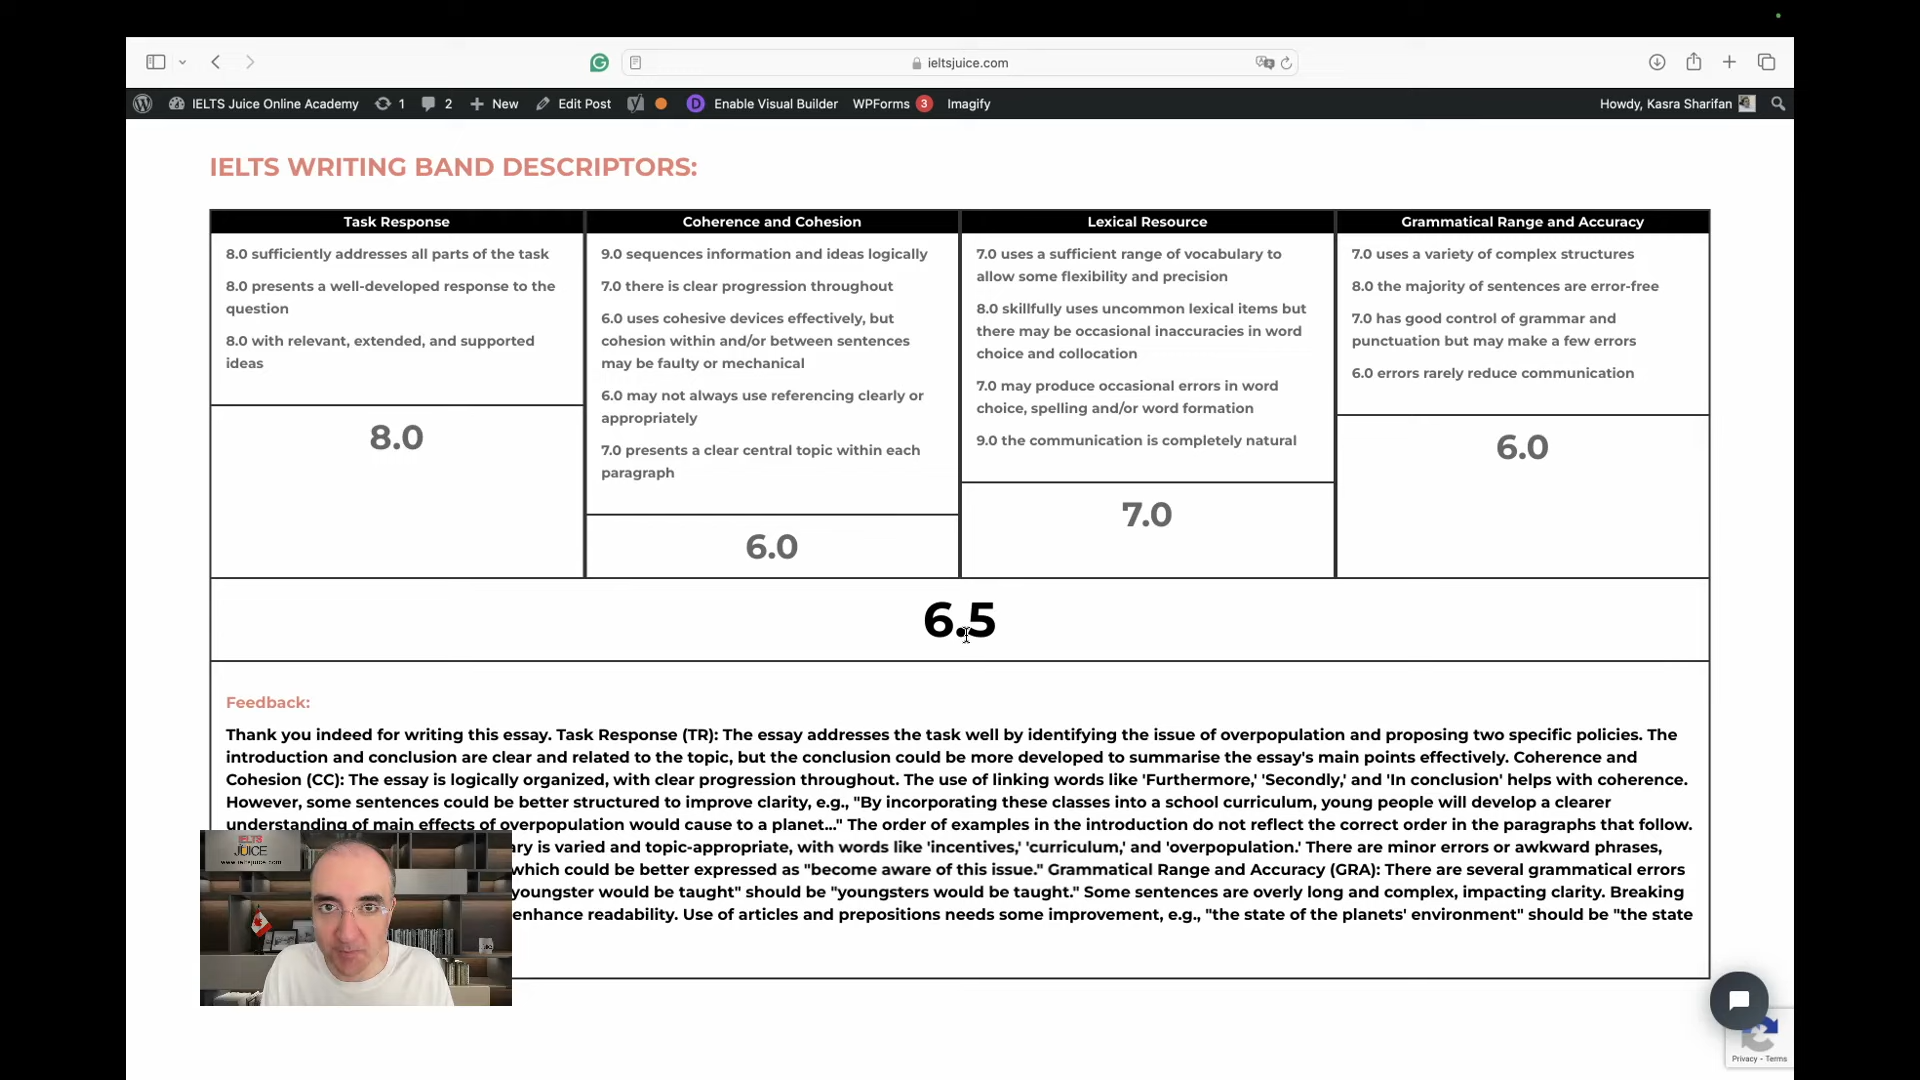 ieltsjuice.com
IELTS Juice Online Academy 1 2 New Edit Post Enable Visual Builder WPForms 3 Imagify Howdy, Kasra Sharifan
IELTS WRITING BAND DESCRIPTORS:
Task Response
8.0 sufficiently addresses all parts of the task
8.0 presents a well-developed response to the
question
8.0 with relevant, extended, and supported
ideas
8.0
Coherence and Cohesion
9.0 sequences information and ideas logically
7.0 there is clear progression throughout
6.0 uses cohesive devices effectively, but
cohesion within and/or between sentences
may be faulty or mechanical
6.0 may not always use referencing clearly or
appropriately
7.0 presents a clear central topic within each
paragraph
6.0
Lexical Resource
7.0 uses a sufficient range of vocabulary to
allow some flexibility and precision
8.0 skillfully uses uncommon lexical items but
there may be occasional inaccuracies in word
choice and collocation
7.0 may produce occasional errors in word
choice, spelling and/or word formation
9.0 the communication is completely natural
7.0
Grammatical Range and Accuracy
7.0 uses a variety of complex structures
8.0 the majority of sentences are error-free
7.0 has good control of grammar and
punctuation but may make a few errors
6.0 errors rarely reduce communication
6.0
6.5
Feedback:
Thank you indeed for writing this essay. Task Response (TR): The essay addresses the task well by identifying the issue of overpopulation and proposing two specific policies. The
introduction and conclusion are clear and related to the topic, but the conclusion could be more developed to summarise the essay's main points effectively. Coherence and
Cohesion (CC): The essay is logically organized, with clear progression throughout. The use of linking words like 'Furthermore,' 'Secondly,' and 'In conclusion' helps with coherence.
However, some sentences could be better structured to improve clarity, e.g., "By incorporating these classes into a school curriculum, young people will develop a clearer
understanding of main effects of overpopulation would cause to a planet..." The order of examples in the introduction do not reflect the correct order in the paragraphs that follow.
ry is varied and topic-appropriate, with words like 'incentives,' 'curriculum,' and 'overpopulation.' There are minor errors or awkward phrases,
which could be better expressed as "become aware of this issue." Grammatical Range and Accuracy (GRA): There are several grammatical errors
youngster would be taught" should be "youngsters would be taught." Some sentences are overly long and complex, impacting clarity. Breaking
enhance readability. Use of articles and prepositions needs some improvement, e.g., "the state of the planets' environment" should be "the state
IELTS
JUICE
www.ieltsjuice.com
Privacy - Terms